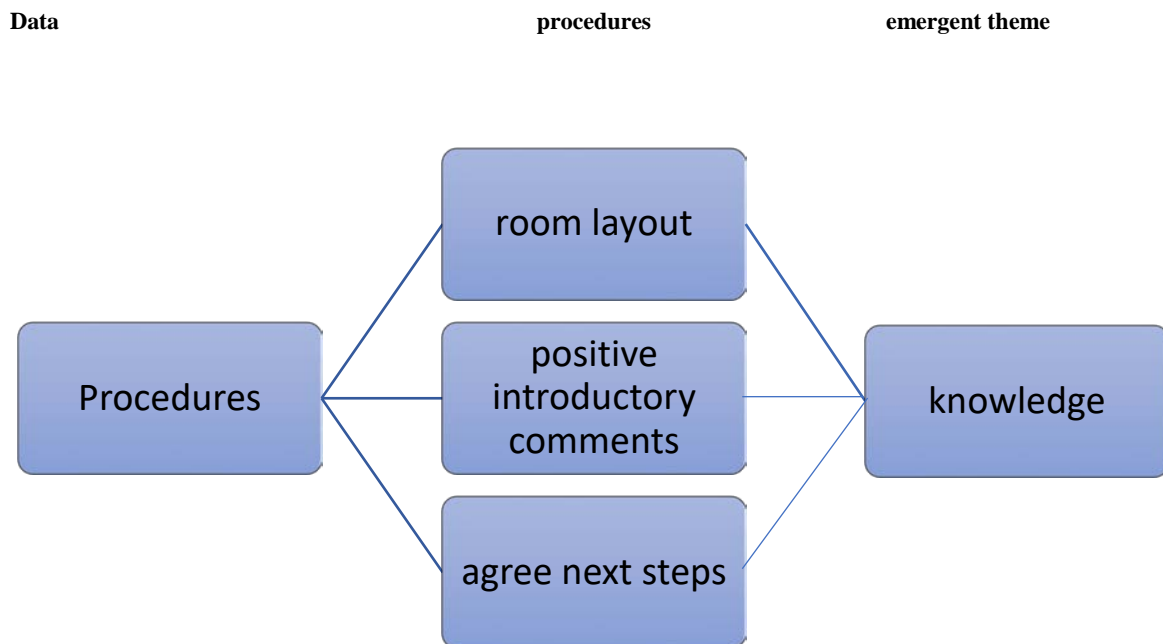 Data procedures emergent theme
room layout
Procedures
positive
introductory
comments
knowledge
agree next steps